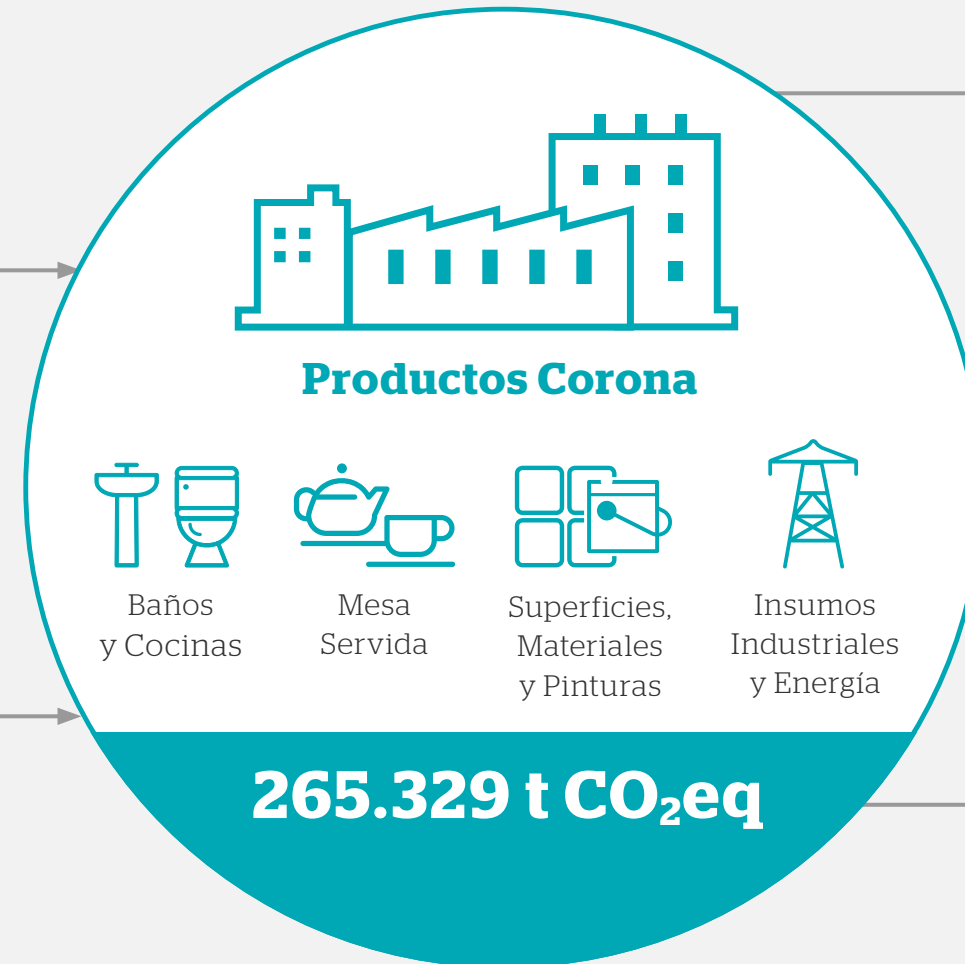 Productos Corona
Baños
y Cocinas
Mesa
Servida
Superficies,
Materiales
y Pinturas
Insumos
Industriales
y Energía
265.329 t CO₂eq